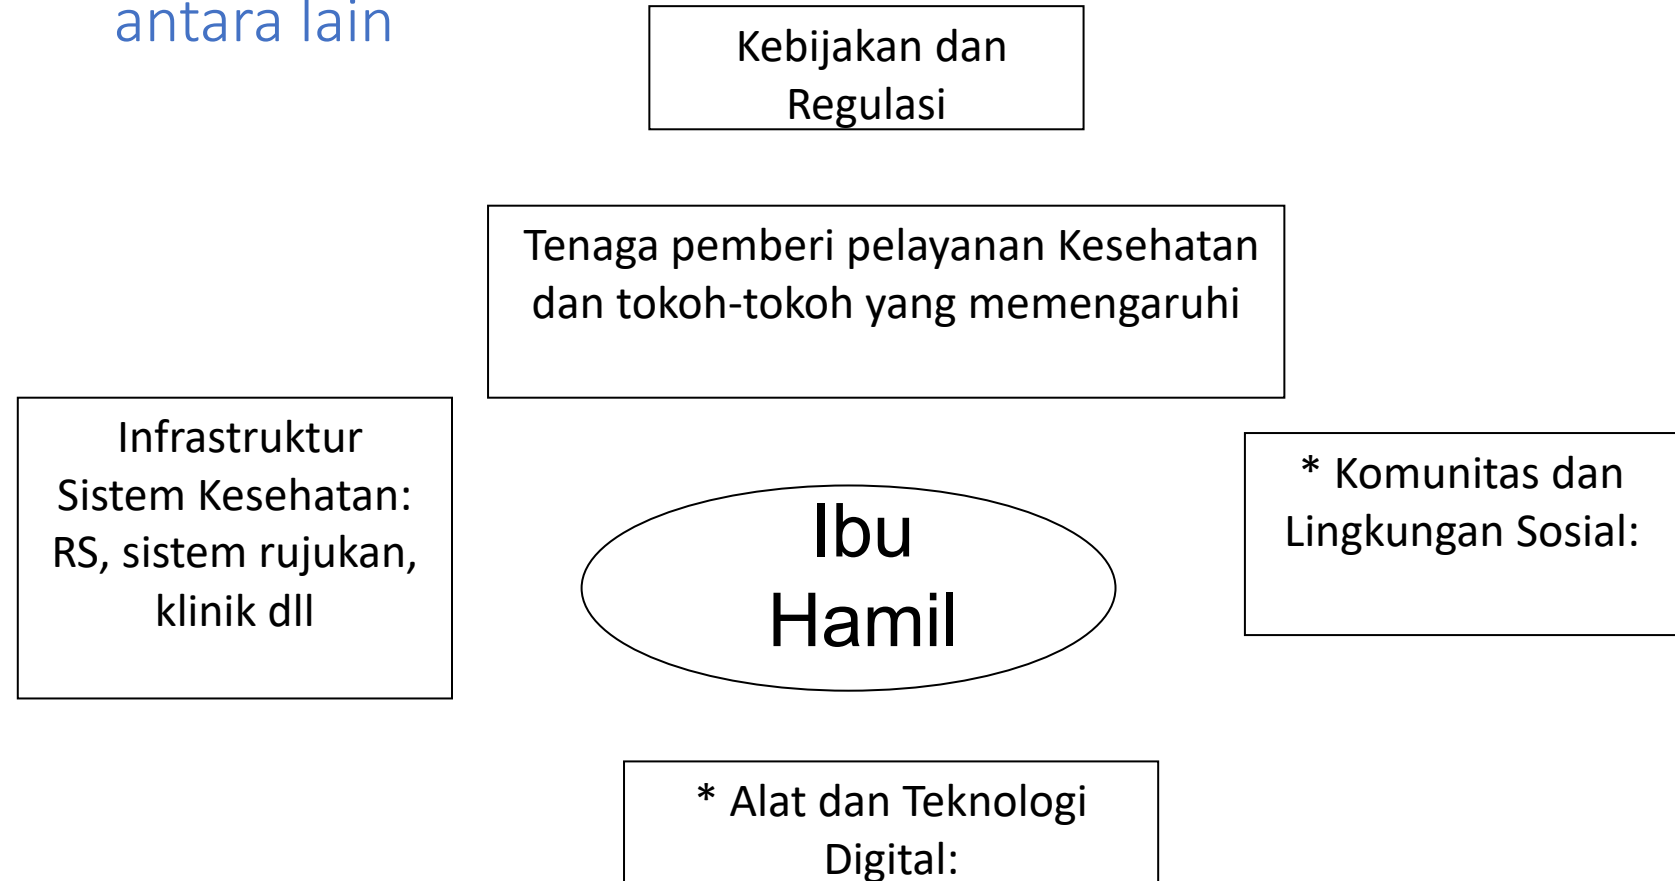 antara lain
Kebijakan dan
Regulasi
Tenaga pemberi pelayanan Kesehatan
dan tokoh-tokoh yang memengaruhi
Infrastruktur
Sistem Kesehatan:
RS, sistem rujukan,
klinik dll
Ibu
Hamil
* Komunitas dan
Lingkungan Sosial:
* Alat dan Teknologi
Digital: